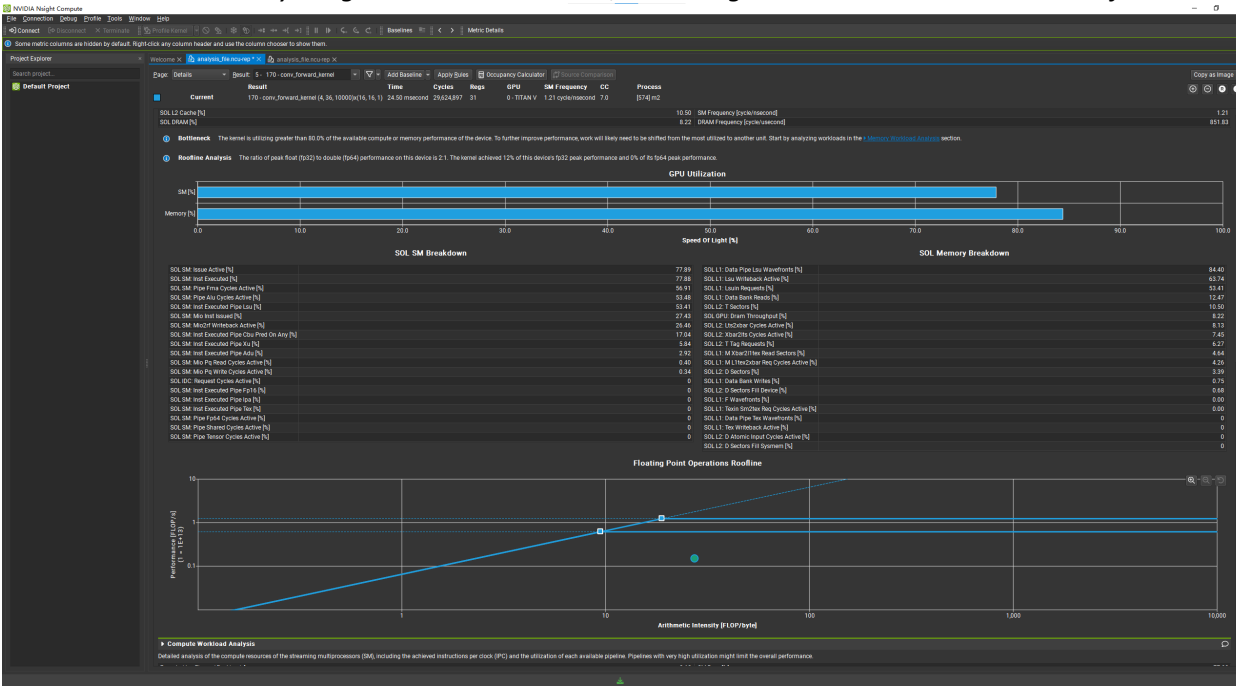 NVIDIA Nsight Compute
File Connection Debug Profile Tools Window Help
Connect Disconnect Terminate Profile Kernel Baselines Metric Details
Some metric columns are hidden by default. Right-click any column header and use the column chooser to show them.
Project Explorer
Welcome X analysis_file.ncu-rep * X analysis_file.ncu-rep X
Search project...
Default Project
Page: Details Result: 5 - 170 - conv_forward_kernel Add Baseline Apply Rules Occupancy Calculator Source Comparison Copy as Image
Result Time Cycles Regs GPU SM Frequency CC Process
Current 170 - conv_forward_kernel (4, 36, 10000)x(16, 16, 1) 24.50 msecond 29,624,897 31 0 - TITAN V 1.21 cycle/nsecond 7.0 [574] m2
SOL L2 Cache [%] 10.50 SM Frequency [cycle/nsecond] 1.21
SOL DRAM [%] 8.22 DRAM Frequency [cycle/usecond] 851.83
Bottleneck The kernel is utilizing greater than 80.0% of the available compute or memory performance of the device. To further improve performance, work will likely need to be shifted from the most utilized to another unit. Start by analyzing workloads in the Memory Workload Analysis section.
Roofline Analysis The ratio of peak float (fp32) to double (fp64) performance on this device is 2:1. The kernel achieved 12% of this device's fp32 peak performance and 0% of its fp64 peak performance.
GPU Utilization
SM [%]
Memory [%]
0.0 10.0 20.0 30.0 40.0 50.0 60.0 70.0 80.0 90.0 100.0
Speed Of Light [%]
SOL SM Breakdown SOL Memory Breakdown
SOL SM: Issue Active [%] 77.89 SOL L1: Data Pipe Lsu Wavefronts [%] 84.40
SOL SM: Inst Executed [%] 77.88 SOL L1: Lsu Writeback Active [%] 63.74
SOL SM: Pipe Fma Cycles Active [%] 56.91 SOL L1: Lsuin Requests [%] 53.41
SOL SM: Pipe Alu Cycles Active [%] 53.48 SOL L1: Data Bank Reads [%] 12.47
SOL SM: Inst Executed Pipe Lsu [%] 53.41 SOL L2: T Sectors [%] 10.50
SOL SM: Mio Inst Issued [%] 27.43 SOL GPU: Dram Throughput [%] 8.22
SOL SM: Mio2rf Writeback Active [%] 26.46 SOL L2: Lts2xbar Cycles Active [%] 8.13
SOL SM: Inst Executed Pipe Cbu Pred On Any [%] 17.04 SOL L2: Xbar2lts Cycles Active [%] 7.45
SOL SM: Inst Executed Pipe Xu [%] 5.84 SOL L2: T Tag Requests [%] 6.27
SOL SM: Inst Executed Pipe Adu [%] 2.92 SOL L1: M Xbar2l1tex Read Sectors [%] 4.64
SOL SM: Mio Pq Read Cycles Active [%] 0.40 SOL L1: M L1tex2xbar Req Cycles Active [%] 4.26
SOL SM: Mio Pq Write Cycles Active [%] 0.34 SOL L2: D Sectors [%] 3.39
SOL IDC: Request Cycles Active [%] 0 SOL L1: Data Bank Writes [%] 0.75
SOL SM: Inst Executed Pipe Fp16 [%] 0 SOL L2: D Sectors Fill Device [%] 0.68
SOL SM: Inst Executed Pipe Ipa [%] 0 SOL L1: F Wavefronts [%] 0.00
SOL SM: Inst Executed Pipe Tex [%] 0 SOL L1: Texin Sm2tex Req Cycles Active [%] 0.00
SOL SM: Pipe Fp64 Cycles Active [%] 0 SOL L1: Data Pipe Tex Wavefronts [%] 0
SOL SM: Pipe Shared Cycles Active [%] 0 SOL L1: Tex Writeback Active [%] 0
SOL SM: Pipe Tensor Cycles Active [%] 0 SOL L2: D Atomic Input Cycles Active [%] 0
SOL L2: D Sectors Fill Sysmem [%] 0
Floating Point Operations Roofline
10
1
0.1
Performance [FLOP/s]
(1 = 1E+13)
1 10 100 1,000 10,000
Arithmetic Intensity [FLOP/byte]
Compute Workload Analysis
Detailed analysis of the compute resources of the streaming multiprocessors (SM), including the achieved instructions per clock (IPC) and the utilization of each available pipeline. Pipelines with very high utilization might limit the overall performance.